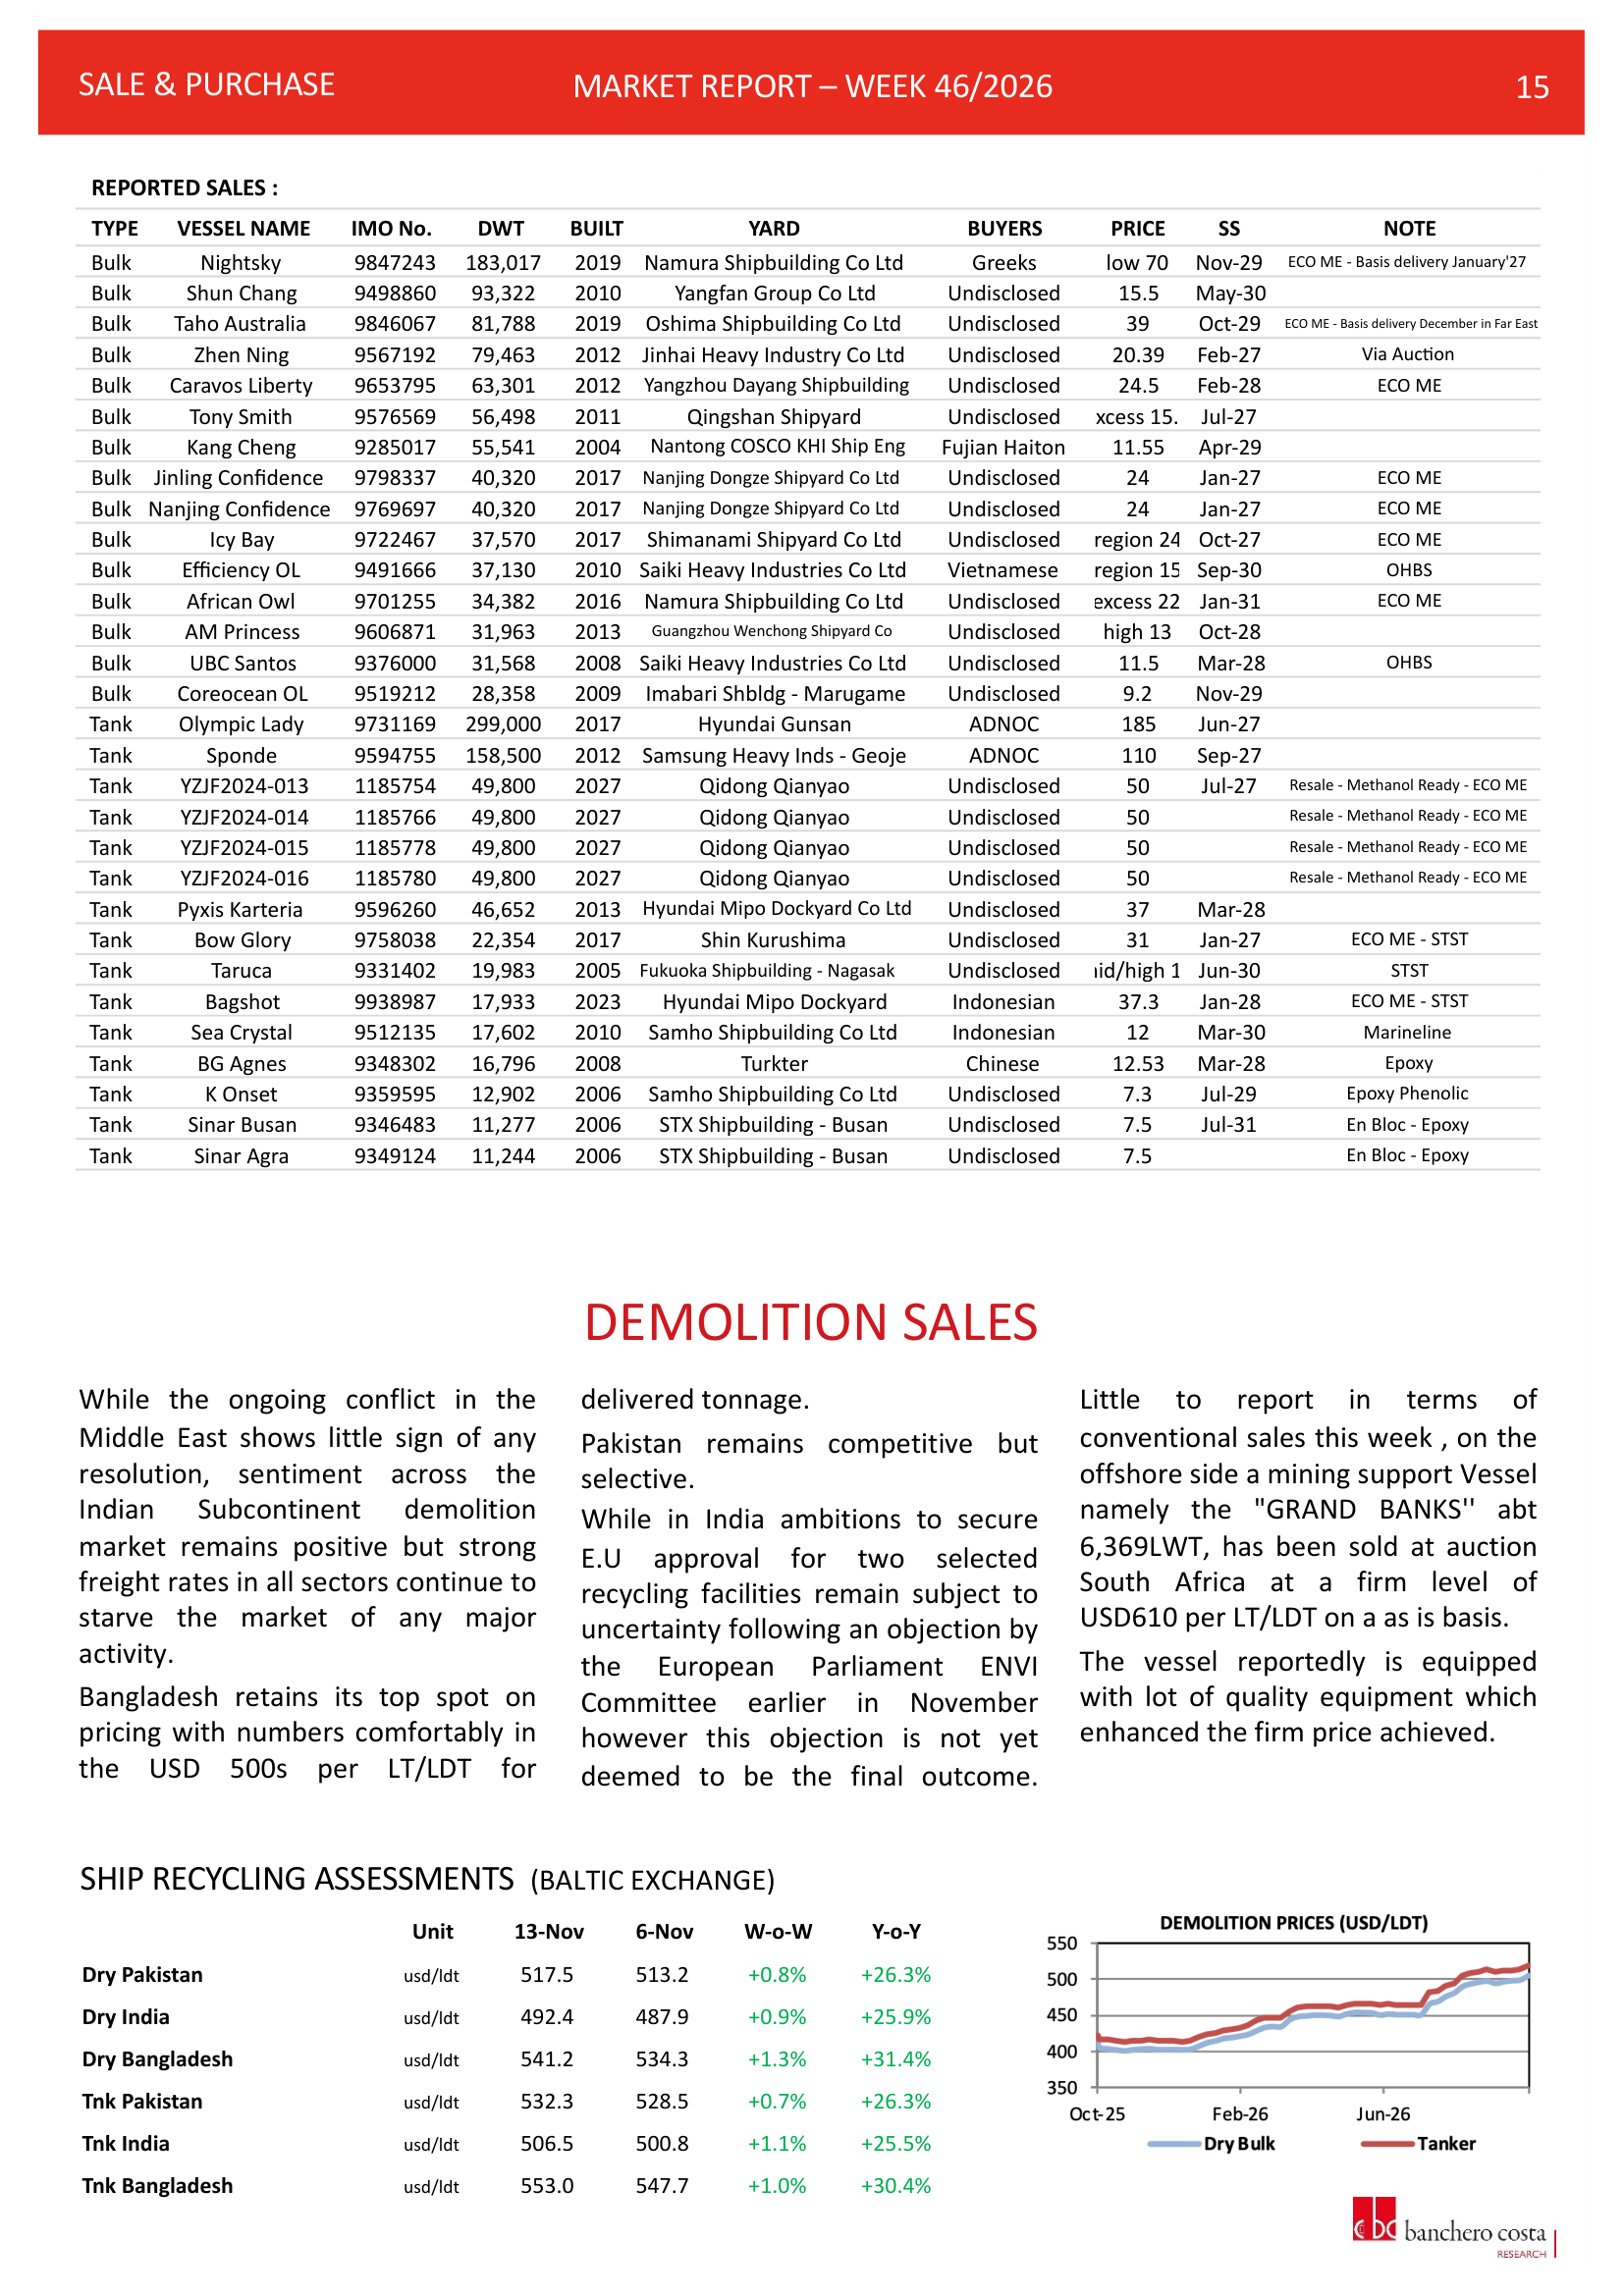 SALE & PURCHASE MARKET REPORT – WEEK 46/2026 15
REPORTED SALES :
TYPE VESSEL NAME IMO No. DWT BUILT YARD BUYERS PRICE SS NOTE
Bulk Nightsky 9847243 183,017 2019 Namura Shipbuilding Co Ltd Greeks low 70 Nov-29 ECO ME - Basis delivery January'27
Bulk Shun Chang 9498860 93,322 2010 Yangfan Group Co Ltd Undisclosed 15.5 May-30
Bulk Taho Australia 9846067 81,788 2019 Oshima Shipbuilding Co Ltd Undisclosed 39 Oct-29 ECO ME - Basis delivery December in Far East
Bulk Zhen Ning 9567192 79,463 2012 Jinhai Heavy Industry Co Ltd Undisclosed 20.39 Feb-27 Via Auction
Bulk Caravos Liberty 9653795 63,301 2012 Yangzhou Dayang Shipbuilding Undisclosed 24.5 Feb-28 ECO ME
Bulk Tony Smith 9576569 56,498 2011 Qingshan Shipyard Undisclosed xcess 15. Jul-27
Bulk Kang Cheng 9285017 55,541 2004 Nantong COSCO KHI Ship Eng Fujian Haiton 11.55 Apr-29
Bulk Jinling Confidence 9798337 40,320 2017 Nanjing Dongze Shipyard Co Ltd Undisclosed 24 Jan-27 ECO ME
Bulk Nanjing Confidence 9769697 40,320 2017 Nanjing Dongze Shipyard Co Ltd Undisclosed 24 Jan-27 ECO ME
Bulk Icy Bay 9722467 37,570 2017 Shimanami Shipyard Co Ltd Undisclosed region 24 Oct-27 ECO ME
Bulk Efficiency OL 9491666 37,130 2010 Saiki Heavy Industries Co Ltd Vietnamese region 15 Sep-30 OHBS
Bulk African Owl 9701255 34,382 2016 Namura Shipbuilding Co Ltd Undisclosed excess 22 Jan-31 ECO ME
Bulk AM Princess 9606871 31,963 2013 Guangzhou Wenchong Shipyard Co Undisclosed high 13 Oct-28
Bulk UBC Santos 9376000 31,568 2008 Saiki Heavy Industries Co Ltd Undisclosed 11.5 Mar-28 OHBS
Bulk Coreocean OL 9519212 28,358 2009 Imabari Shbldg - Marugame Undisclosed 9.2 Nov-29
Tank Olympic Lady 9731169 299,000 2017 Hyundai Gunsan ADNOC 185 Jun-27
Tank Sponde 9594755 158,500 2012 Samsung Heavy Inds - Geoje ADNOC 110 Sep-27
Tank YZJF2024-013 1185754 49,800 2027 Qidong Qianyao Undisclosed 50 Jul-27 Resale - Methanol Ready - ECO ME
Tank YZJF2024-014 1185766 49,800 2027 Qidong Qianyao Undisclosed 50 Resale - Methanol Ready - ECO ME
Tank YZJF2024-015 1185778 49,800 2027 Qidong Qianyao Undisclosed 50 Resale - Methanol Ready - ECO ME
Tank YZJF2024-016 1185780 49,800 2027 Qidong Qianyao Undisclosed 50 Resale - Methanol Ready - ECO ME
Tank Pyxis Karteria 9596260 46,652 2013 Hyundai Mipo Dockyard Co Ltd Undisclosed 37 Mar-28
Tank Bow Glory 9758038 22,354 2017 Shin Kurushima Undisclosed 31 Jan-27 ECO ME - STST
Tank Taruca 9331402 19,983 2005 Fukuoka Shipbuilding - Nagasak Undisclosed id/high 1 Jun-30 STST
Tank Bagshot 9938987 17,933 2023 Hyundai Mipo Dockyard Indonesian 37.3 Jan-28 ECO ME - STST
Tank Sea Crystal 9512135 17,602 2010 Samho Shipbuilding Co Ltd Indonesian 12 Mar-30 Marineline
Tank BG Agnes 9348302 16,796 2008 Turkter Chinese 12.53 Mar-28 Epoxy
Tank K Onset 9359595 12,902 2006 Samho Shipbuilding Co Ltd Undisclosed 7.3 Jul-29 Epoxy Phenolic
Tank Sinar Busan 9346483 11,277 2006 STX Shipbuilding - Busan Undisclosed 7.5 Jul-31 En Bloc - Epoxy
Tank Sinar Agra 9349124 11,244 2006 STX Shipbuilding - Busan Undisclosed 7.5 En Bloc - Epoxy
DEMOLITION SALES
While the ongoing conflict in the
Middle East shows little sign of any
resolution, sentiment across the
Indian Subcontinent demolition
market remains positive but strong
freight rates in all sectors continue to
starve the market of any major
activity.
Bangladesh retains its top spot on
pricing with numbers comfortably in
the USD 500s per LT/LDT for
delivered tonnage.
Pakistan remains competitive but
selective.
While in India ambitions to secure
E.U approval for two selected
recycling facilities remain subject to
uncertainty following an objection by
the European Parliament ENVI
Committee earlier in November
however this objection is not yet
deemed to be the final outcome.
Little to report in terms of
conventional sales this week , on the
offshore side a mining support Vessel
namely the "GRAND BANKS'' abt
6,369LWT, has been sold at auction
South Africa at a firm level of
USD610 per LT/LDT on a as is basis.
The vessel reportedly is equipped
with lot of quality equipment which
enhanced the firm price achieved.
SHIP RECYCLING ASSESSMENTS (BALTIC EXCHANGE)
Unit 13-Nov 6-Nov W-o-W Y-o-Y
Dry Pakistan usd/ldt 517.5 513.2 +0.8% +26.3%
Dry India usd/ldt 492.4 487.9 +0.9% +25.9%
Dry Bangladesh usd/ldt 541.2 534.3 +1.3% +31.4%
Tnk Pakistan usd/ldt 532.3 528.5 +0.7% +26.3%
Tnk India usd/ldt 506.5 500.8 +1.1% +25.5%
Tnk Bangladesh usd/ldt 553.0 547.7 +1.0% +30.4%
DEMOLITION PRICES (USD/LDT)
550
500
450
400
350
Oct-25 Feb-26 Jun-26
Dry Bulk Tanker
bc banchero costa
RESEARCH